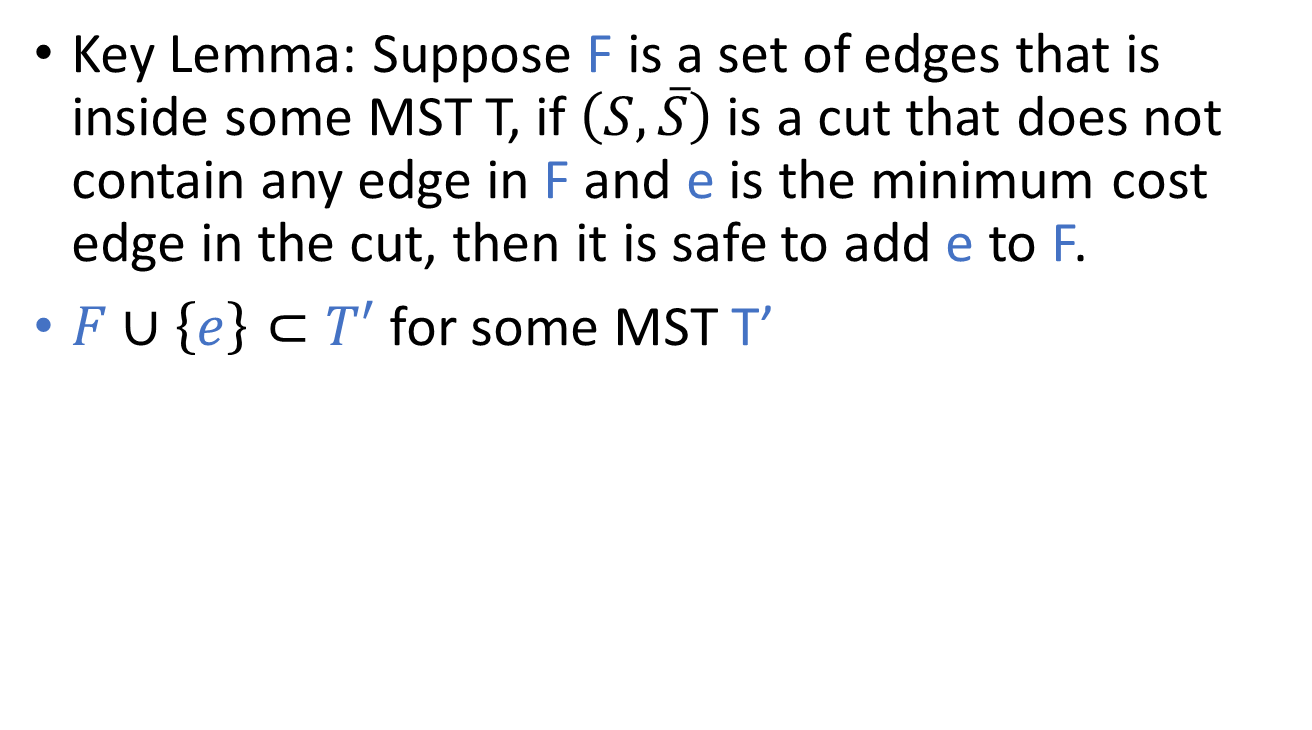 • Key Lemma: Suppose F is a set of edges that is
inside some MST T, if (S, S̄) is a cut that does not
contain any edge in F and e is the minimum cost
edge in the cut, then it is safe to add e to F.
• F ∪ {e} ⊂ T′ for some MST T’